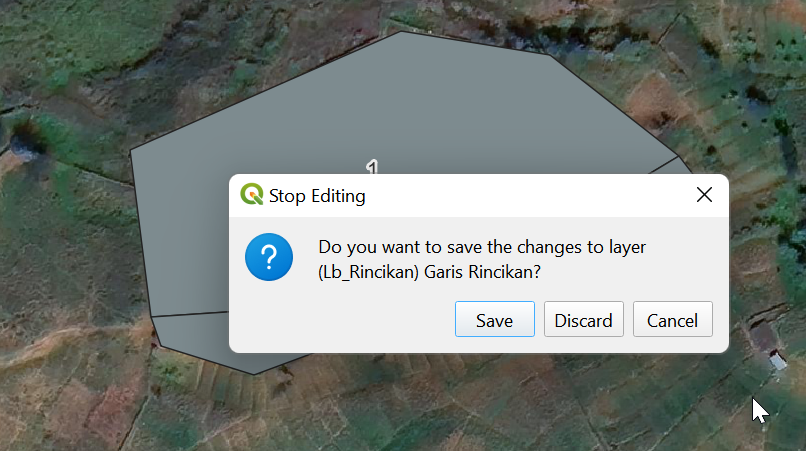 1
Stop Editing
Do you want to save the changes to layer
(Lb_Rincikan) Garis Rincikan?
Save Discard Cancel